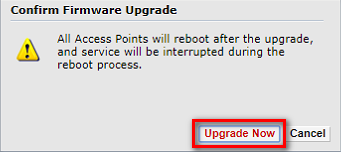 Confirm Firmware Upgrade
All Access Points will reboot after the upgrade,
and service will be interrupted during the
reboot process.
Upgrade Now Cancel